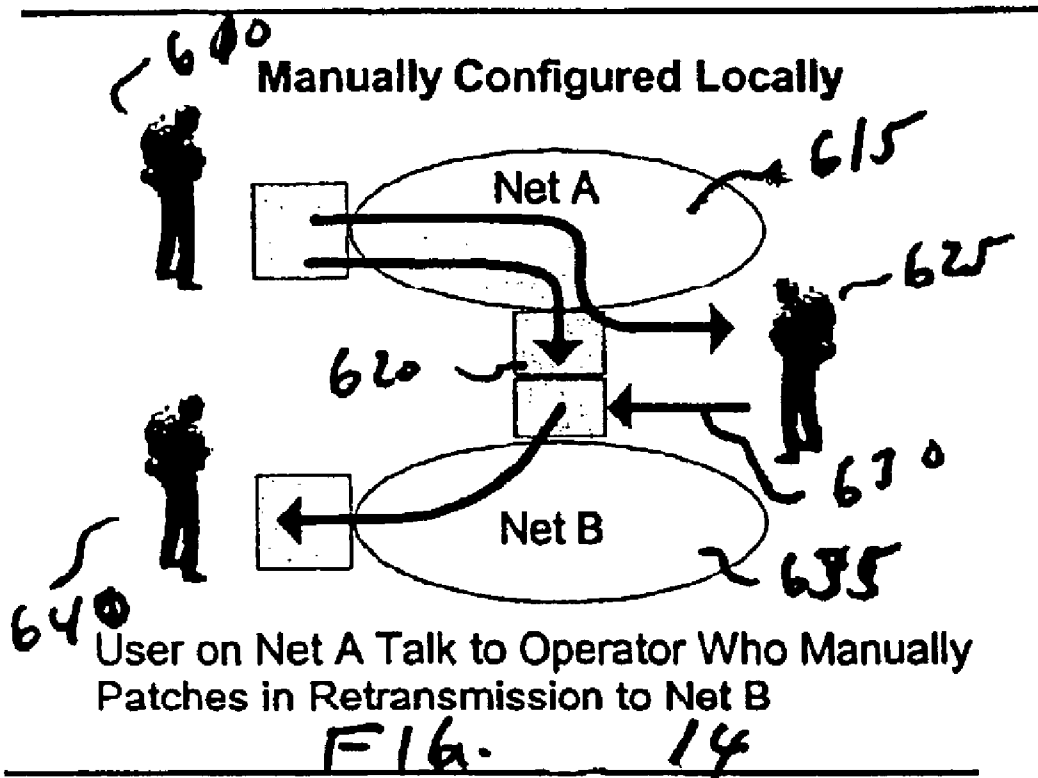 610
Manually Configured Locally
615
Net A
625
620
630
Net B
635
640
User on Net A Talk to Operator Who Manually
Patches in Retransmission to Net B
FIG. 14